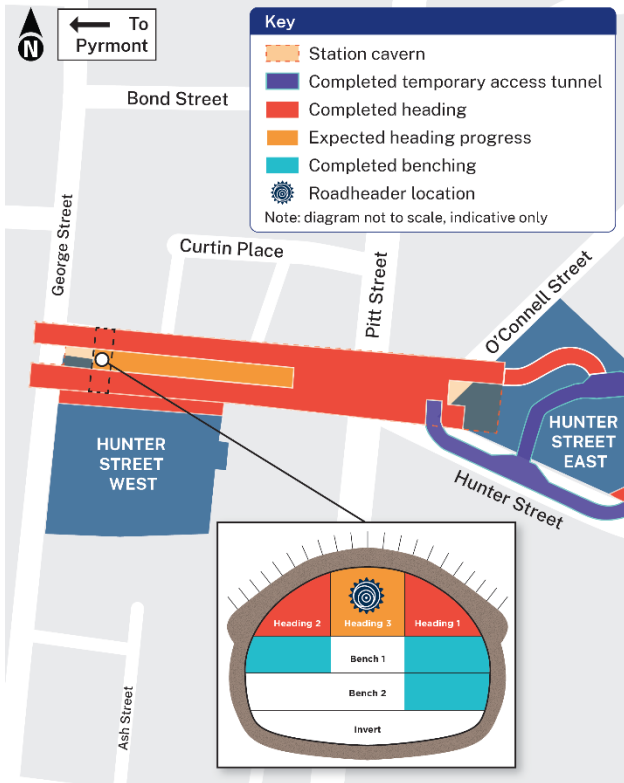 N
To
Pyrmont
Key
Station cavern
Completed temporary access tunnel
Completed heading
Expected heading progress
Completed benching
Roadheader location
Note: diagram not to scale, indicative only
Bond Street
George Street
Curtin Place
Pitt Street
O'Connell Street
HUNTER
STREET
WEST
HUNTER
STREET
EAST
Hunter Street
Ash Street
Heading 2
Heading 3
Heading 1
Bench 1
Bench 2
Invert